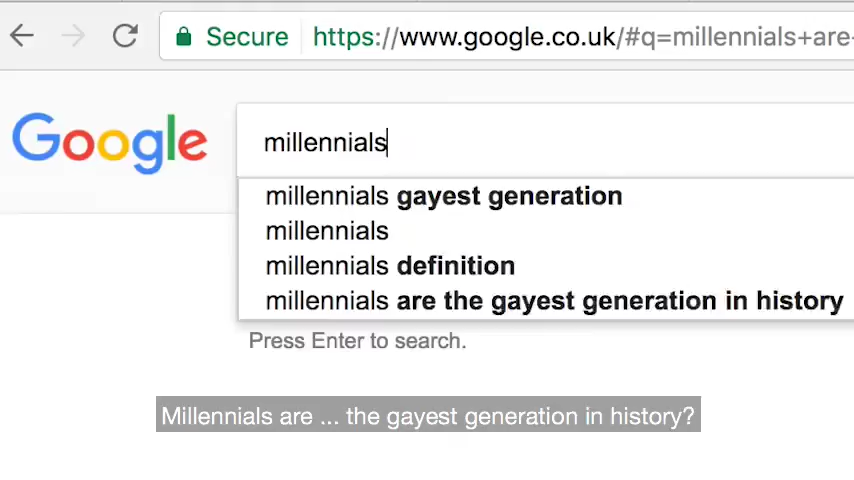 Secure https://www.google.co.uk/#q=millennials+are
Google
millennials
millennials gayest generation
millennials
millennials definition
millennials are the gayest generation in history
Press Enter to search.
Millennials are ... the gayest generation in history?